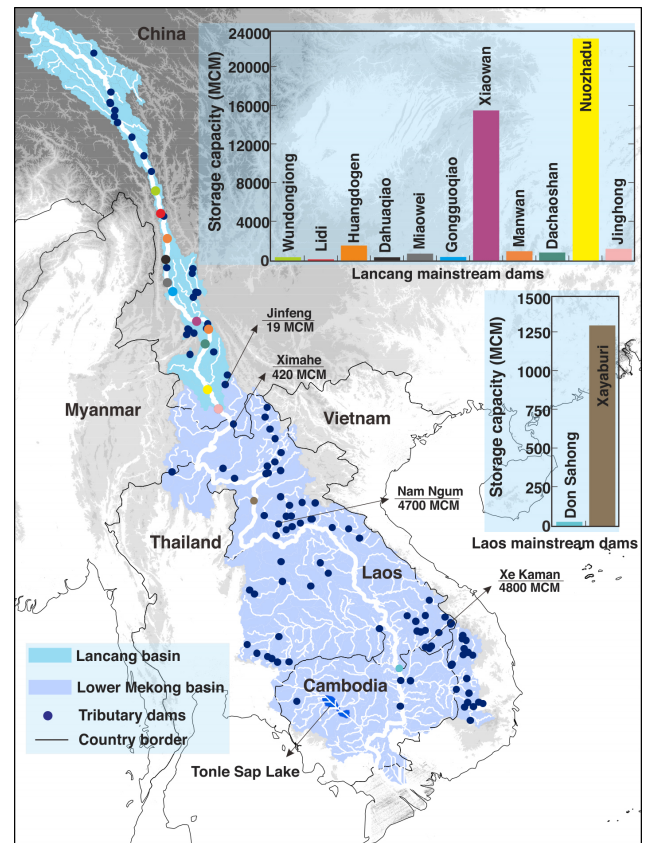 China
Storage capacity (MCM)
24000
20000
16000
12000
8000
4000
0
Wundongiong
Lidi
Huangdogen
Dahuaqiao
Miaowei
Gongguoqiao
Xiaowan
Manwan
Dachaoshan
Nuozhadu
Jinghong
Lancang mainstream dams
Jinfeng
19 MCM
Ximahe
420 MCM
Storage capacity (MCM)
1500
1250
1000
750
500
250
0
Don Sahong
Xayaburi
Laos mainstream dams
Myanmar
Vietnam
Nam Ngum
4700 MCM
Thailand
Laos
Xe Kaman
4800 MCM
Cambodia
Tonle Sap Lake
Lancang basin
Lower Mekong basin
Tributary dams
Country border